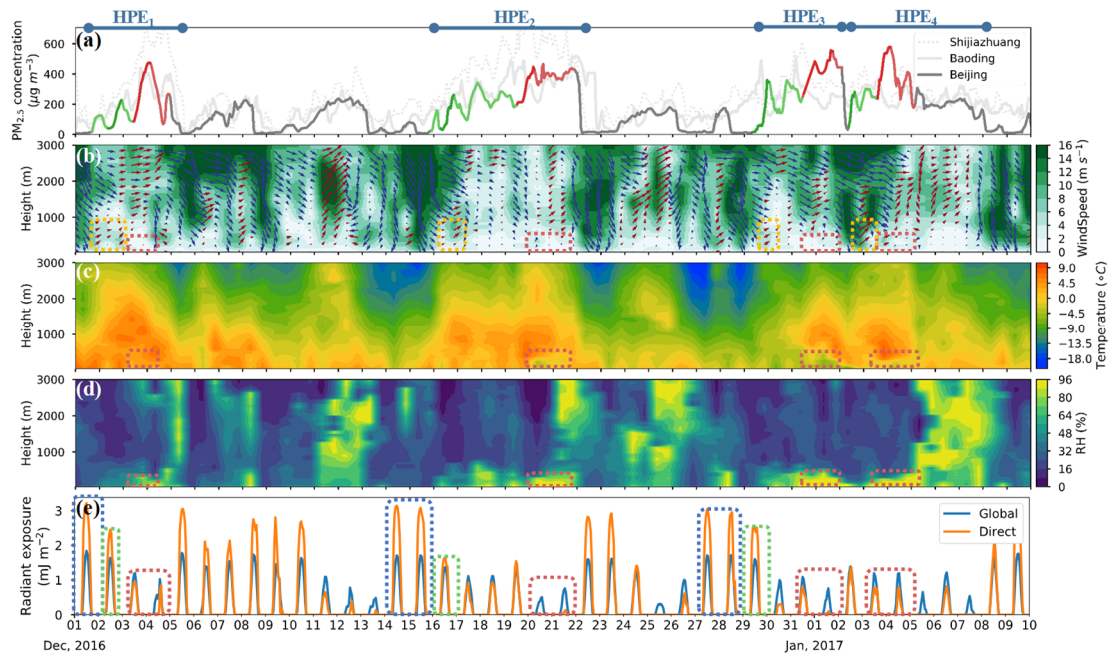 HPE1 HPE2 HPE3 HPE4
(a)
PM2.5 concentration
(μg m−3)
600
400
200
0
Shijiazhuang
Baoding
Beijing
(b)
Height (m)
3000
2000
1000
16
14
12
10
8
6
4
2
0
WindSpeed (m s−1)
(c)
Height (m)
3000
2000
1000
9.0
4.5
0.0
-4.5
-9.0
-13.5
-18.0
Temperature (∘C)
(d)
Height (m)
3000
2000
1000
96
80
64
48
32
16
0
RH (%)
(e)
Radiant exposure
(mJ m−2)
3
2
1
0
Global
Direct
01 02 03 04 05 06 07 08 09 10 11 12 13 14 15 16 17 18 19 20 21 22 23 24 25 26 27 28 29 30 31 01 02 03 04 05 06 07 08 09 10
Dec, 2016 Jan, 2017